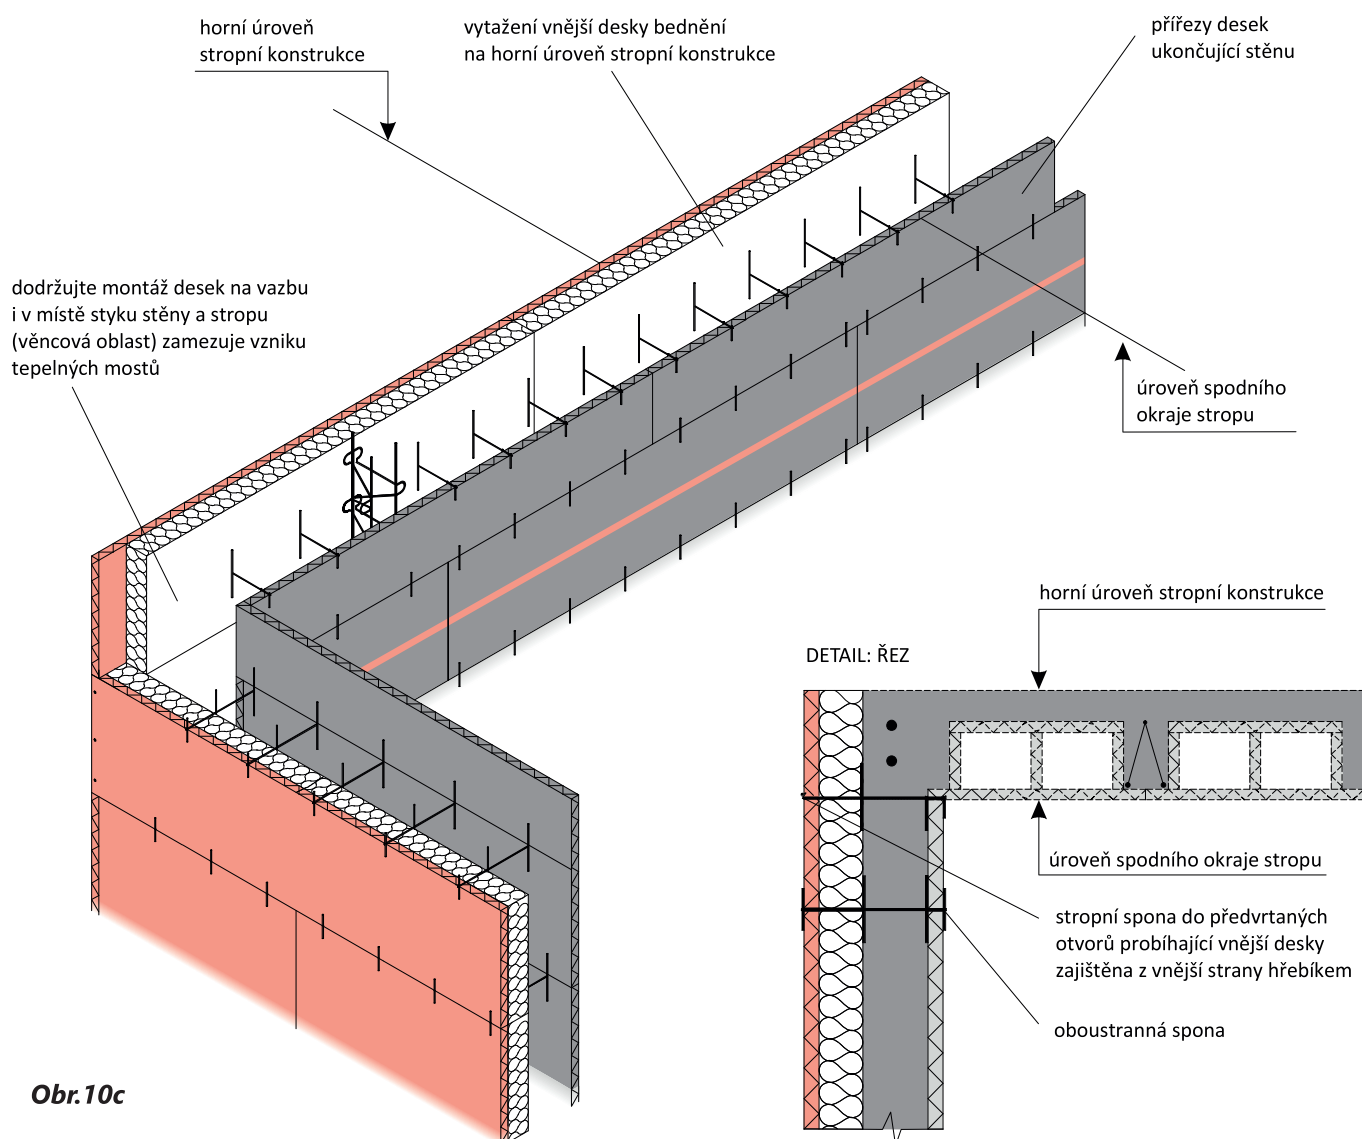 horní úroveň
stropní konstrukce
vytažení vnější desky bednění
na horní úroveň stropní konstrukce
přířezy desek
ukončující stěnu
dodržujte montáž desek na vazbu
i v místě styku stěny a stropu
(věncová oblast) zamezuje vzniku
tepelných mostů
úroveň spodního
okraje stropu
horní úroveň stropní konstrukce
DETAIL: ŘEZ
úroveň spodního okraje stropu
stropní spona do předvrtaných
otvorů probíhající vnější desky
zajištěna z vnější strany hřebíkem
oboustranná spona
Obr.10c